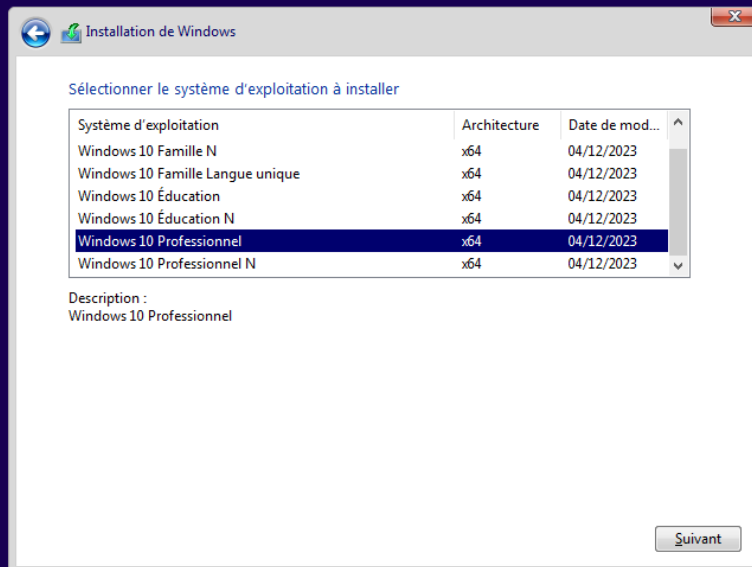 Installation de Windows
Sélectionner le système d'exploitation à installer
Système d'exploitation Architecture Date de mod...
Windows 10 Famille N x64 04/12/2023
Windows 10 Famille Langue unique x64 04/12/2023
Windows 10 Éducation x64 04/12/2023
Windows 10 Éducation N x64 04/12/2023
Windows 10 Professionnel x64 04/12/2023
Windows 10 Professionnel N x64 04/12/2023
Description :
Windows 10 Professionnel
Suivant